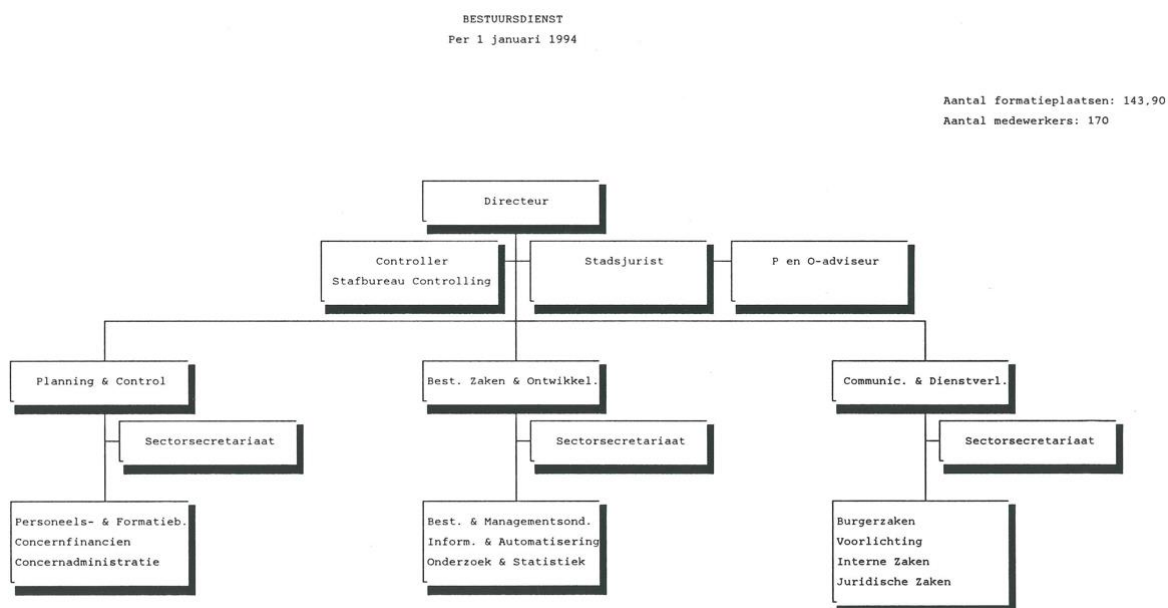 BESTUURSDIENST
Per 1 januari 1994
Aantal formatieplaatsen: 143,90
Aantal medewerkers: 170
Directeur
Controller
Stafbureau Controlling
Stadsjurist
P en O-adviseur
Planning & Control
Best. Zaken & Ontwikkel.
Communic. & Dienstverl.
Sectorsecretariaat
Sectorsecretariaat
Sectorsecretariaat
Personeels- & Formatieb.
Concernfinancien
Concernadministratie
Best. & Managementsond.
Inform. & Automatisering
Onderzoek & Statistiek
Burgerzaken
Voorlichting
Interne Zaken
Juridische Zaken